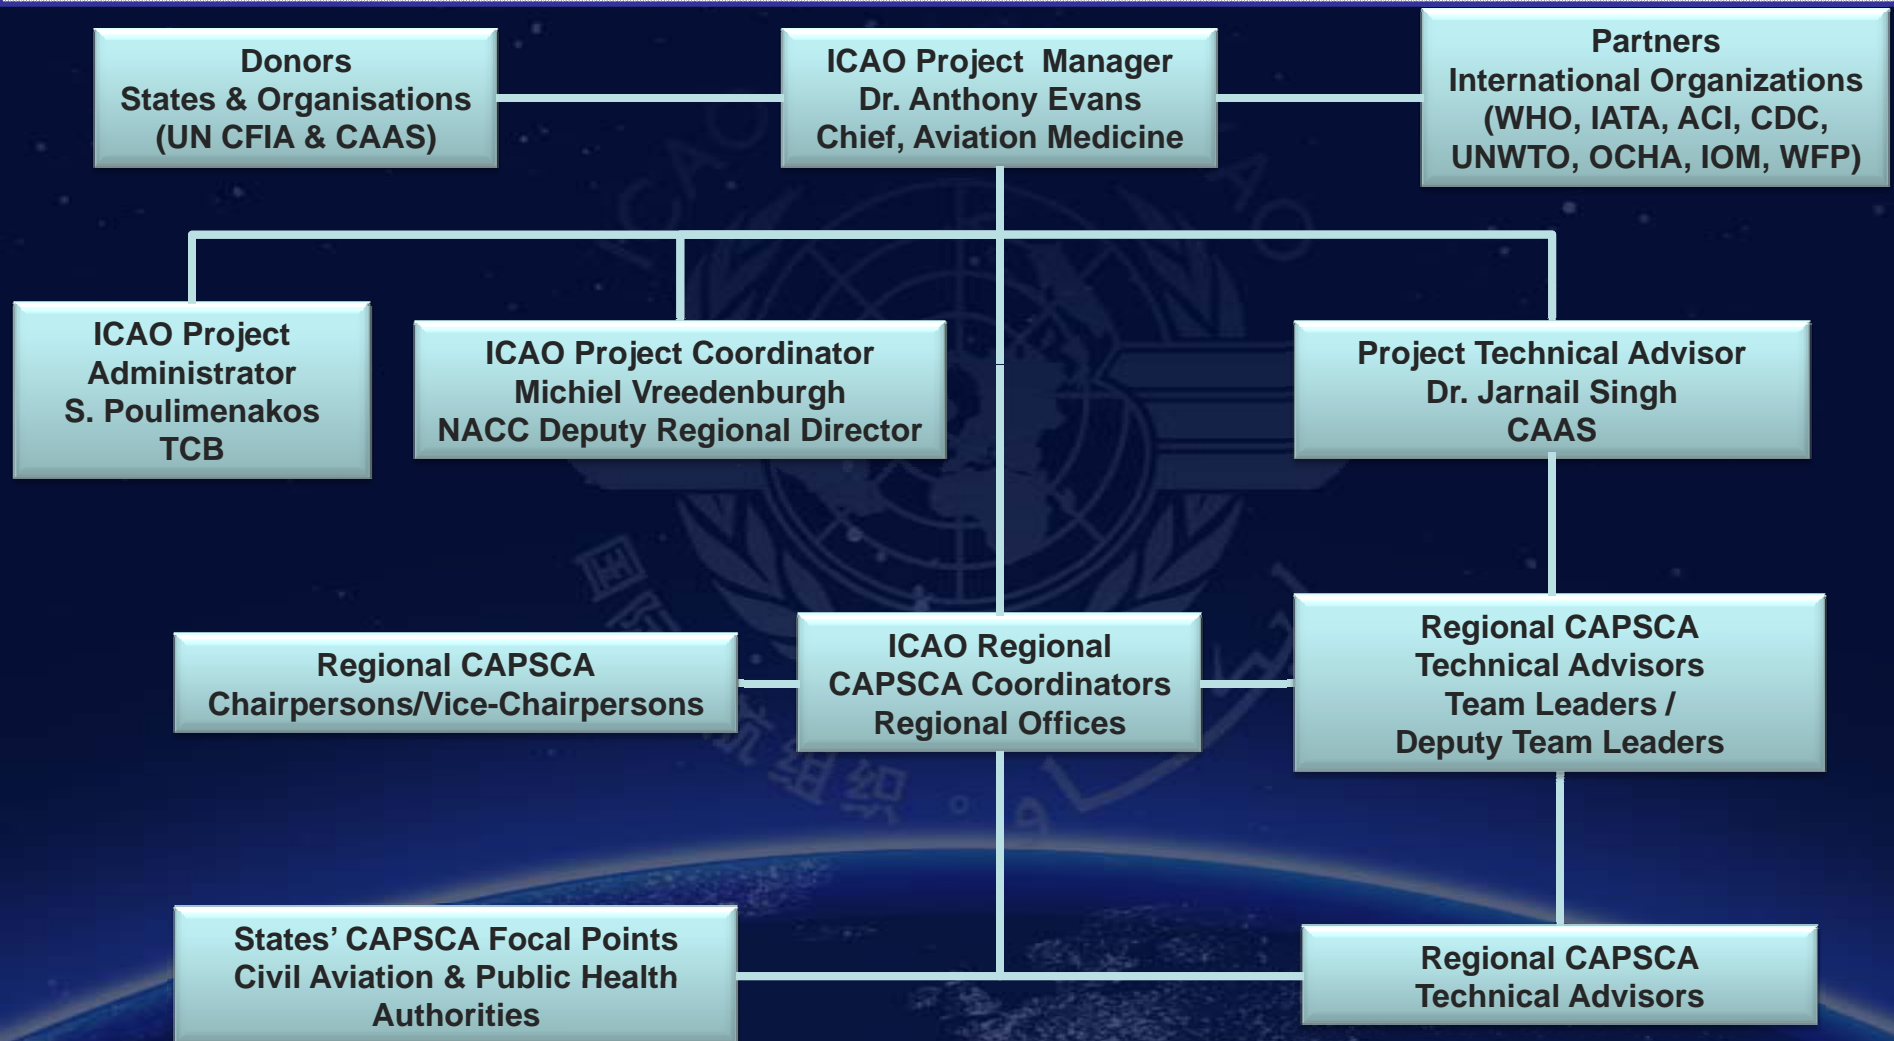 Donors
States & Organisations
(UN CFIA & CAAS)
ICAO Project Manager
Dr. Anthony Evans
Chief, Aviation Medicine
Partners
International Organizations
(WHO, IATA, ACI, CDC,
UNWTO, OCHA, IOM, WFP)
ICAO Project
Administrator
S. Poulimenakos
TCB
ICAO Project Coordinator
Michiel Vreedenburgh
NACC Deputy Regional Director
Project Technical Advisor
Dr. Jarnail Singh
CAAS
Regional CAPSCA
Chairpersons/Vice-Chairpersons
ICAO Regional
CAPSCA Coordinators
Regional Offices
Regional CAPSCA
Technical Advisors
Team Leaders /
Deputy Team Leaders
States’ CAPSCA Focal Points
Civil Aviation & Public Health
Authorities
Regional CAPSCA
Technical Advisors
ICAO